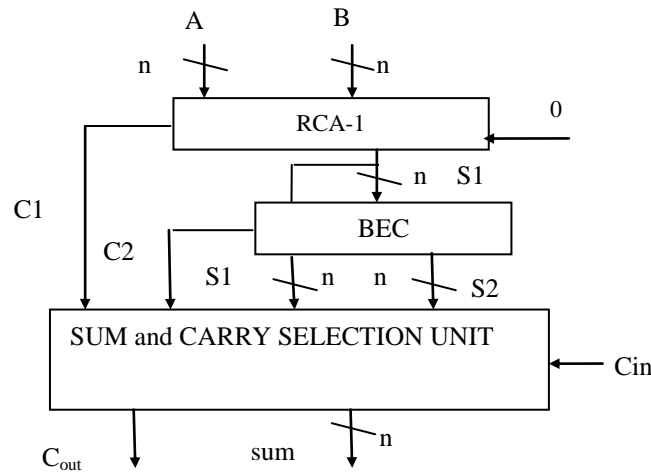 A B
n n
RCA-1 0
n S1
C1
BEC
C2
S1 n n S2
SUM and CARRY SELECTION UNIT
Cin
n
Cout sum